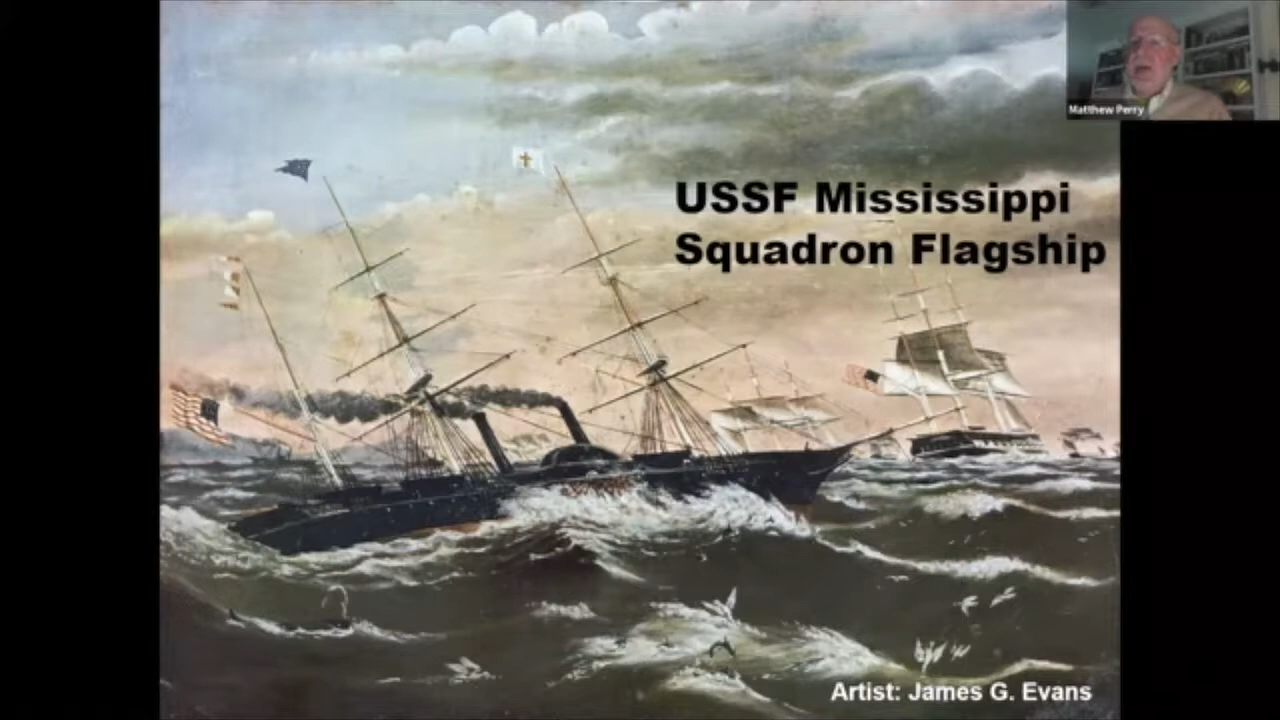 Matthew Perry
USSF Mississippi
Squadron Flagship
Artist: James G. Evans